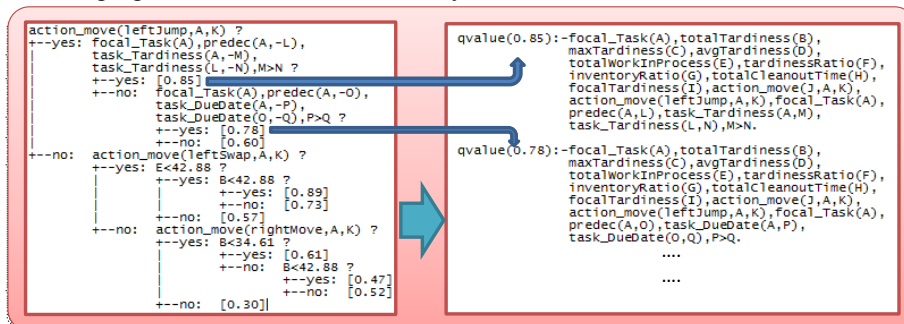 action_move(leftJump,A,K) ?
+--yes: focal_Task(A),predec(A,-L),
| task_Tardiness(A,-M),
| task_Tardiness(L,-N),M>N ?
| +--yes: [0.85]
| +--no: focal_Task(A),predec(A,-O),
| task_DueDate(A,-P),
| task_DueDate(O,-Q),P>Q ?
| +--yes: [0.78]
| +--no: [0.60]
+--no: action_move(leftSwap,A,K) ?
+--yes: E<42.88 ?
| +--yes: B<42.88 ?
| | +--yes: [0.89]
| | +--no: [0.73]
| +--no: [0.57]
+--no: action_move(rightMove,A,K) ?
+--yes: B<34.61 ?
| +--yes: [0.61]
| +--no: B<42.88 ?
| +--yes: [0.47]
| +--no: [0.52]
+--no: [0.30]
qvalue(0.85):-focal_Task(A),totalTardiness(B),
maxTardiness(C),avgTardiness(D),
totalWorkInProcess(E),tardinessRatio(F),
inventoryRatio(G),totalCleanoutTime(H),
focalTardiness(I),action_move(J,A,K),
action_move(leftJump,A,K),focal_Task(A),
predec(A,L),task_Tardiness(A,M),
task_Tardiness(L,N),M>N.
qvalue(0.78):-focal_Task(A),totalTardiness(B),
maxTardiness(C),avgTardiness(D),
totalWorkInProcess(E),tardinessRatio(F),
inventoryRatio(G),totalCleanoutTime(H),
focalTardiness(I),action_move(J,A,K),
action_move(leftJump,A,K),focal_Task(A),
predec(A,O),task_DueDate(A,P),
task_DueDate(O,Q),P>Q.
....
....